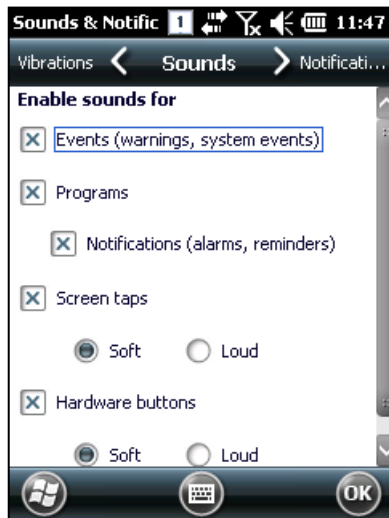 Sounds & Notific 1 11:47
Vibrations Sounds Notificati...
Enable sounds for
Events (warnings, system events)
Programs
Notifications (alarms, reminders)
Screen taps
Soft Loud
Hardware buttons
Soft Loud
OK